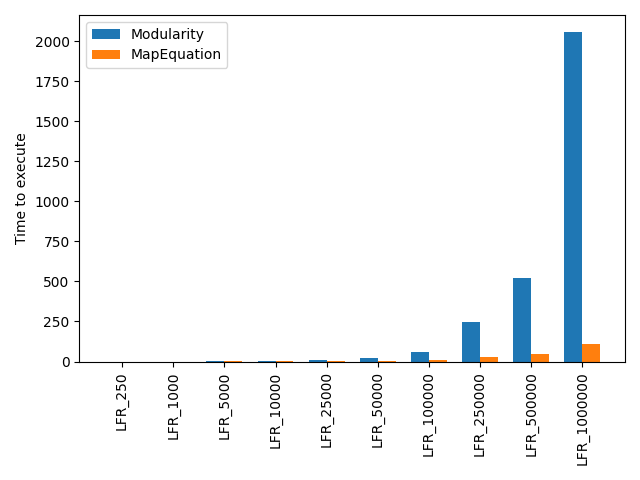 Modularity
MapEquation
Time to execute
2000
1750
1500
1250
1000
750
500
250
0
LFR_250
LFR_1000
LFR_5000
LFR_10000
LFR_25000
LFR_50000
LFR_100000
LFR_250000
LFR_500000
LFR_1000000